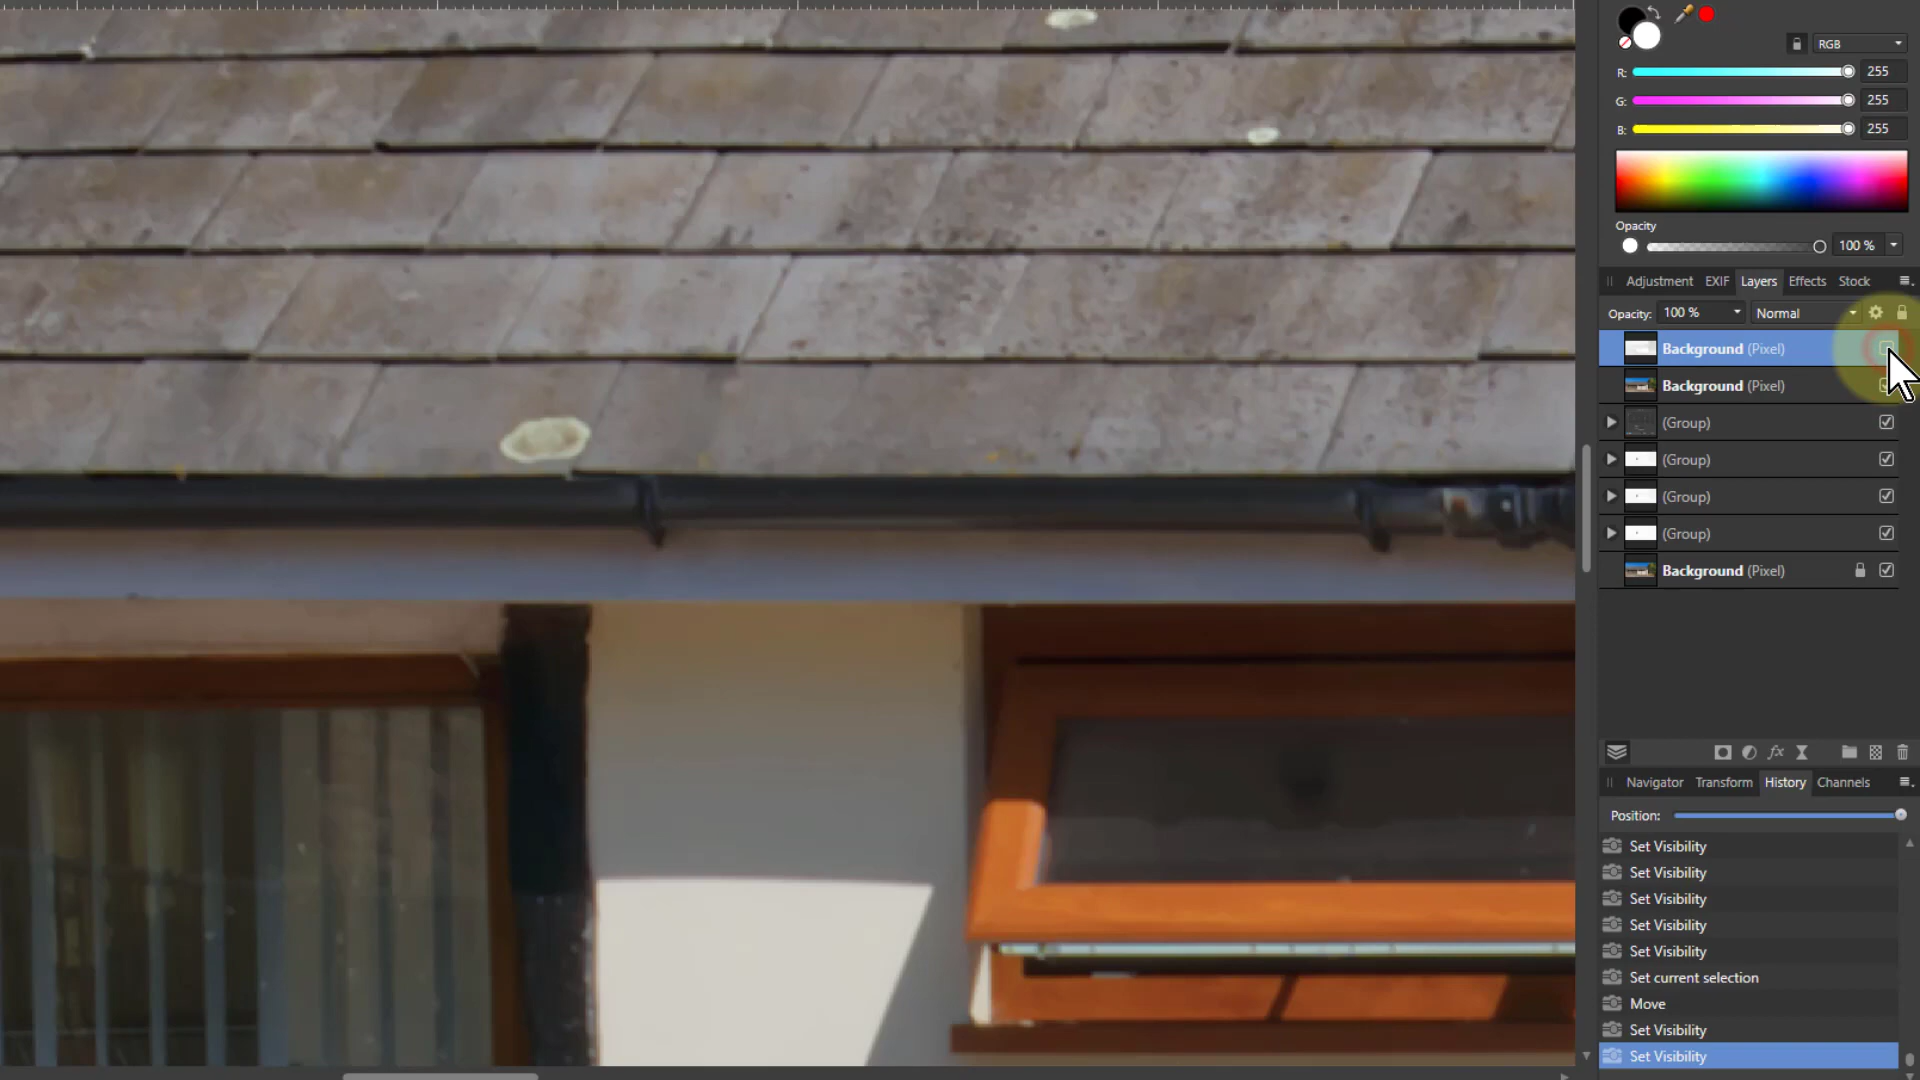 RGB
R: 255
G: 255
B: 255
Opacity
100 %
Adjustment EXIF Layers Effects Stock
Opacity: 100 % Normal
Background (Pixel)
Background (Pixel)
(Group)
(Group)
(Group)
(Group)
Background (Pixel)
fx
Navigator Transform History Channels
Position:
Set Visibility
Set Visibility
Set Visibility
Set Visibility
Set Visibility
Set current selection
Move
Set Visibility
Set Visibility